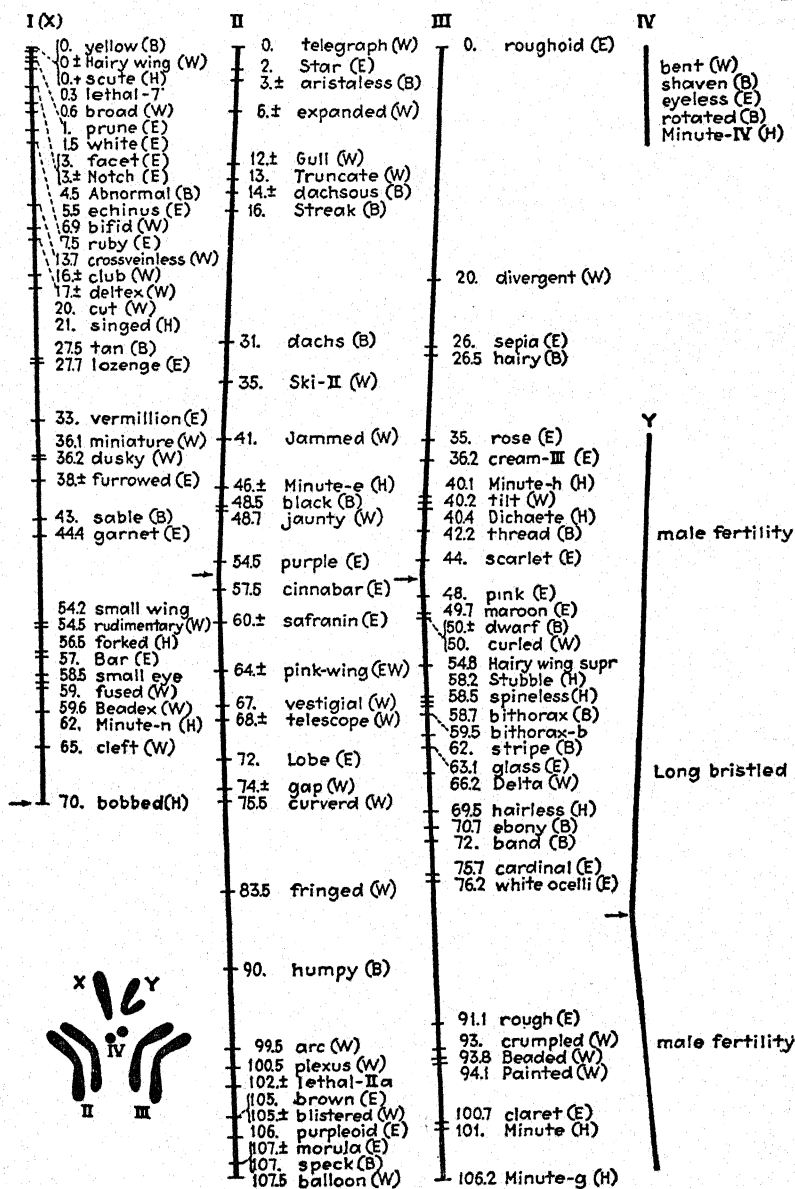 I (X)
0. yellow (B)
0± Hairy wing (W)
0.+ scute (H)
0.3 lethal-7
0.6 broad (W)
1. prune (E)
1.5 white (E)
3. facet (E)
3.± Notch (E)
4.5 Abnormal (B)
5.5 echinus (E)
6.9 bifid (W)
7.5 ruby (E)
13.7 crossveinless (W)
16.± club (W)
17.± deltex (W)
20. cut (W)
21. singed (H)
27.5 tan (B)
27.7 lozenge (E)
33. vermillion (E)
36.1 miniature (W)
36.2 dusky (W)
38.± furrowed (E)
43. sable (B)
44.4 garnet (E)
54.2 small wing
54.5 rudimentary (W)
56.5 forked (H)
57. Bar (E)
58.5 small eye
59. fused (W)
59.6 Beadex (W)
62. Minute-n (H)
65. cleft (W)
70. bobbed (H)
X
Y
IV
II
III
II
0. telegraph (W)
2. Star (E)
3.± aristaless (B)
6.± expanded (W)
12.± Gull (W)
13. Truncate (W)
14.± dachsous (B)
16. Streak (B)
31. dachs (B)
35. Ski-II (W)
41. Jammed (W)
46.± Minute-e (H)
48.5 black (B)
48.7 jaunty (W)
54.5 purple (E)
57.5 cinnabar (E)
60.± safranin (E)
64.± pink-wing (EW)
67. vestigial (W)
68.± telescope (W)
72. Lobe (E)
74.± gap (W)
75.5 curverd (W)
83.5 fringed (W)
90. humpy (B)
99.5 arc (W)
100.5 plexus (W)
102.± lethal-IIa
105. brown (E)
105.± blistered (W)
106. purpleoid (E)
107.± morula (E)
107. speck (B)
107.5 balloon (W)
III
0. roughoid (E)
20. divergent (W)
26. sepia (E)
26.5 hairy (B)
35. rose (E)
36.2 cream-III (E)
40.1 Minute-h (H)
40.2 tilt (W)
40.4 Dichaete (H)
42.2 thread (B)
44. scarlet (E)
48. pink (E)
49.7 maroon (E)
50.± dwarf (B)
50. curled (W)
54.8 Hairy wing supr
58.2 Stubble (H)
58.5 spineless (H)
58.7 bithorax (B)
59.5 bithorax-b
62. stripe (B)
63.1 glass (E)
66.2 Delta (W)
69.5 hairless (H)
70.7 ebony (B)
72. band (B)
75.7 cardinal (E)
76.2 white ocelli (E)
91.1 rough (E)
93. crumpled (W)
93.8 Beaded (W)
94.1 Painted (W)
100.7 claret (E)
101. Minute (H)
106.2 Minute-g (H)
IV
bent (W)
shaven (B)
eyeless (E)
rotated (B)
Minute-IV (H)
Y
male fertility
Long bristled
male fertility